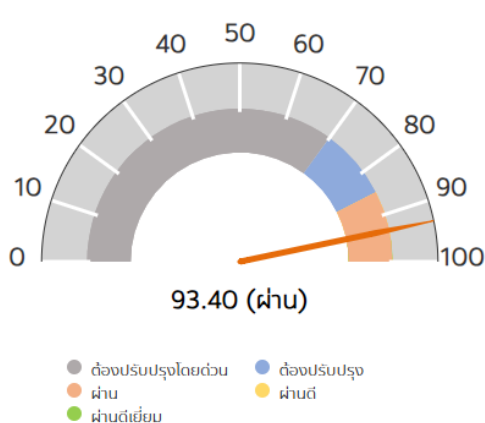 50
40
60
30
70
20
80
10
90
0
100
93.40 (ผ่าน)
ต้องปรับปรุงโดยด่วน
ต้องปรับปรุง
ผ่าน
ผ่านดี
ผ่านดีเยี่ยม